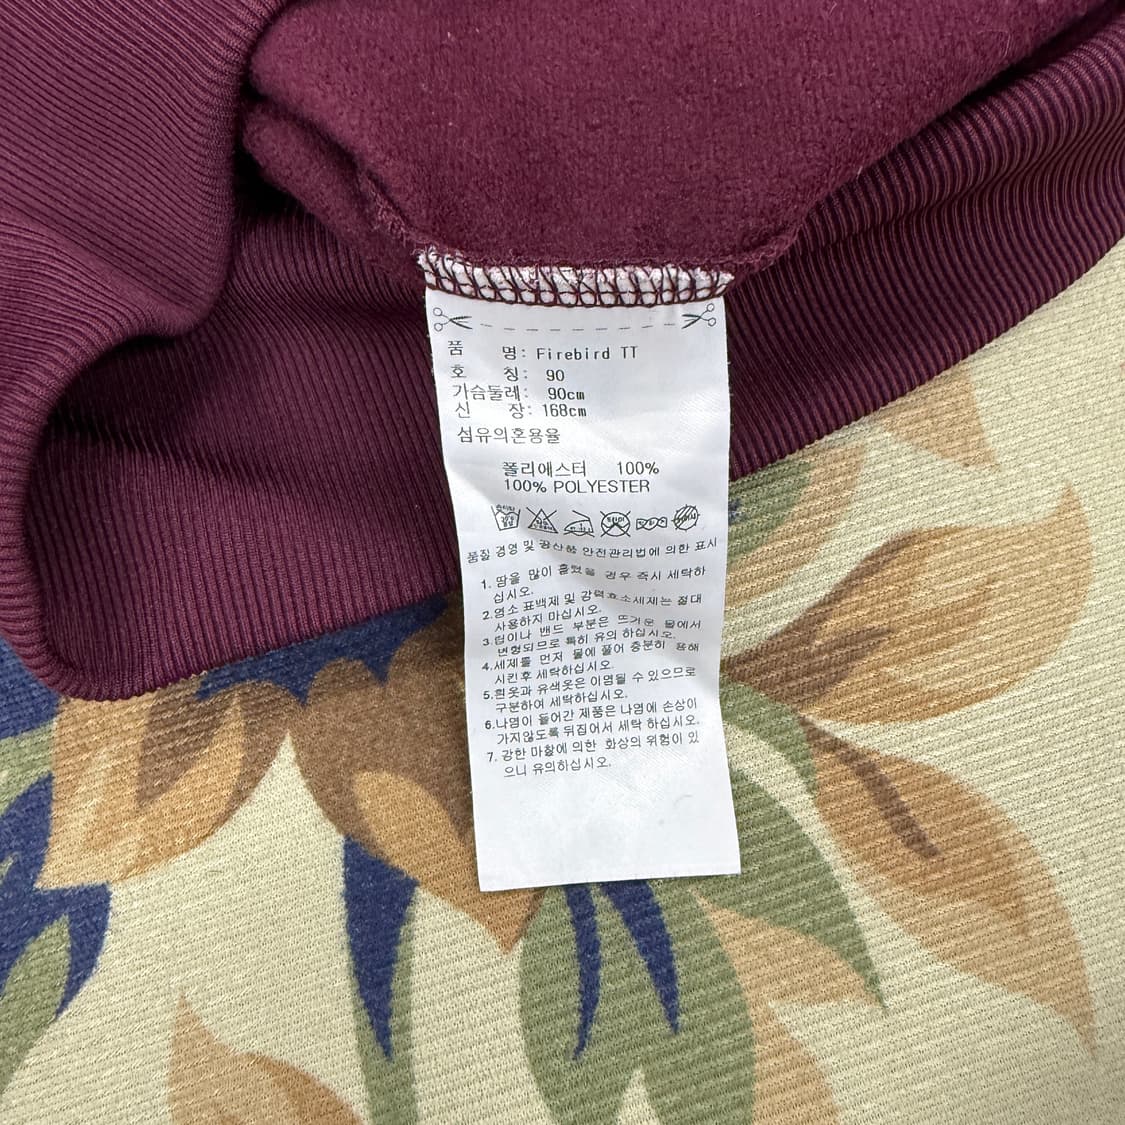 품 명: Firebird TT
호 칭: 90
가슴둘레: 90cm
신 장: 168cm
섬유의혼용율
폴리에스터 100%
100% POLYESTER
품질 경영 및 공산품 안전관리법에 의한 표시
1. 땀을 많이 흘렸을 경우 즉시 세탁하
십시오.
2. 염소 표백제 및 강력효소세제는 절대
사용하지 마십시오.
3. 텁이나 밴드 부분은 뜨거운 물에서
변형되므로 특히 유의 하십시오.
4. 세제를 먼저 물에 풀어 충분히 용해
시킨후 세탁하십시오.
5. 흰옷과 유색옷은 이염될 수 있으므로
구분하여 세탁하십시오.
6. 나염이 들어간 제품은 나염에 손상이
가지않도록 뒤집어서 세탁 하십시오.
7. 강한 마찰에 의한 화상의 위험이 있
으니 유의하십시오.